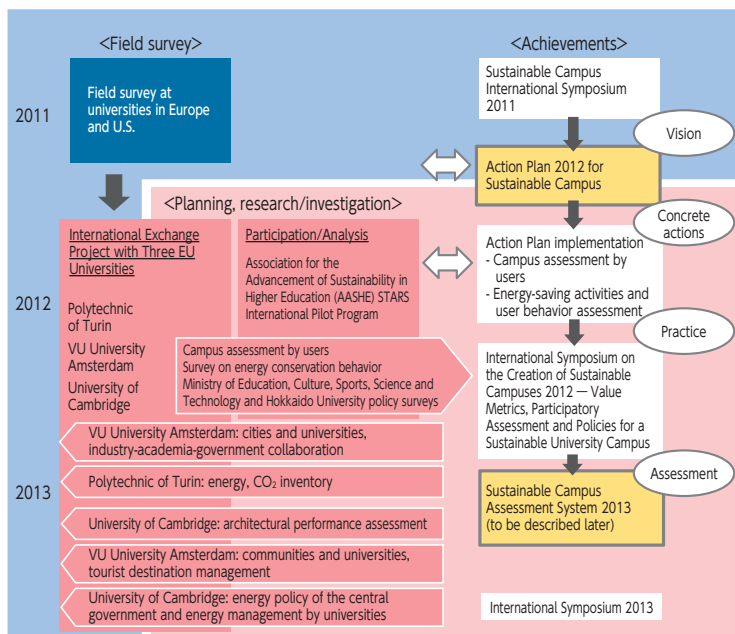 <Field survey>
<Achievements>
2011
Field survey at
universities in Europe
and U.S.
Sustainable Campus
International Symposium
2011
Vision
Action Plan 2012 for
Sustainable Campus
<Planning, research/investigation>
Concrete
actions
2012
International Exchange
Project with Three EU
Universities
Polytechnic
of Turin
VU University
Amsterdam
University of
Cambridge
Participation/Analysis
Association for the
Advancement of Sustainability in
Higher Education (AASHE) STARS
International Pilot Program
Action Plan implementation
- Campus assessment by
users
- Energy-saving activities and
user behavior assessment
Practice
Campus assessment by users
Survey on energy conservation behavior
Ministry of Education, Culture, Sports, Science and
Technology and Hokkaido University policy surveys
International Symposium on
the Creation of Sustainable
Campuses 2012 — Value
Metrics, Participatory
Assessment and Policies for a
Sustainable University Campus
Assessment
2013
VU University Amsterdam: cities and universities,
industry-academia-government collaboration
Polytechnic of Turin: energy, CO₂ inventory
University of Cambridge: architectural performance assessment
VU University Amsterdam: communities and universities,
tourist destination management
University of Cambridge: energy policy of the central
government and energy management by universities
Sustainable Campus
Assessment System 2013
(to be described later)
International Symposium 2013